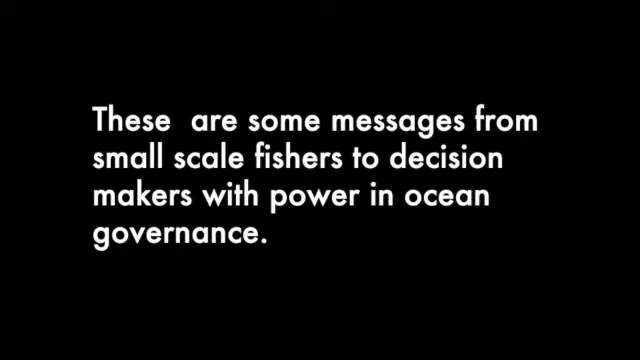 These  are some messages from
small scale fishers to decision
makers with power in ocean
governance.